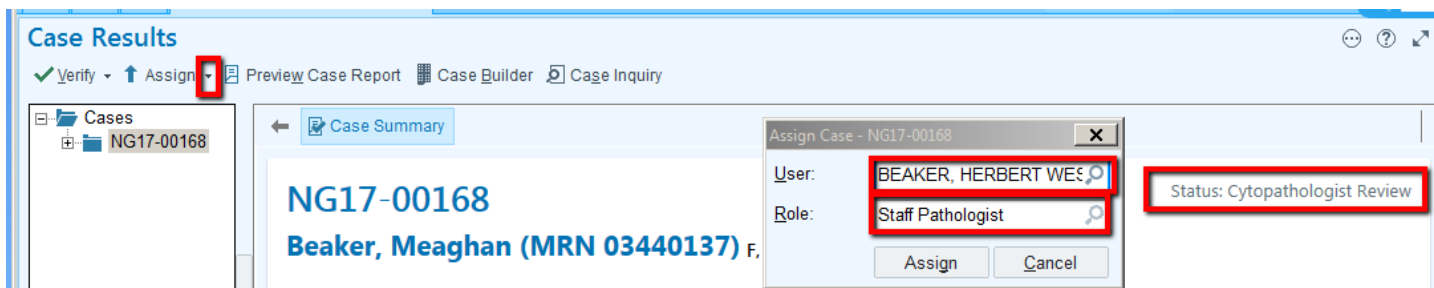 Case Results
Verify Assign Preview Case Report Case Builder Case Inquiry
Cases
NG17-00168
Case Summary
NG17-00168
Beaker, Meaghan (MRN 03440137) F,
Assign Case - NG17-00168
User: BEAKER, HERBERT WES
Role: Staff Pathologist
Assign Cancel
Status: Cytopathologist Review